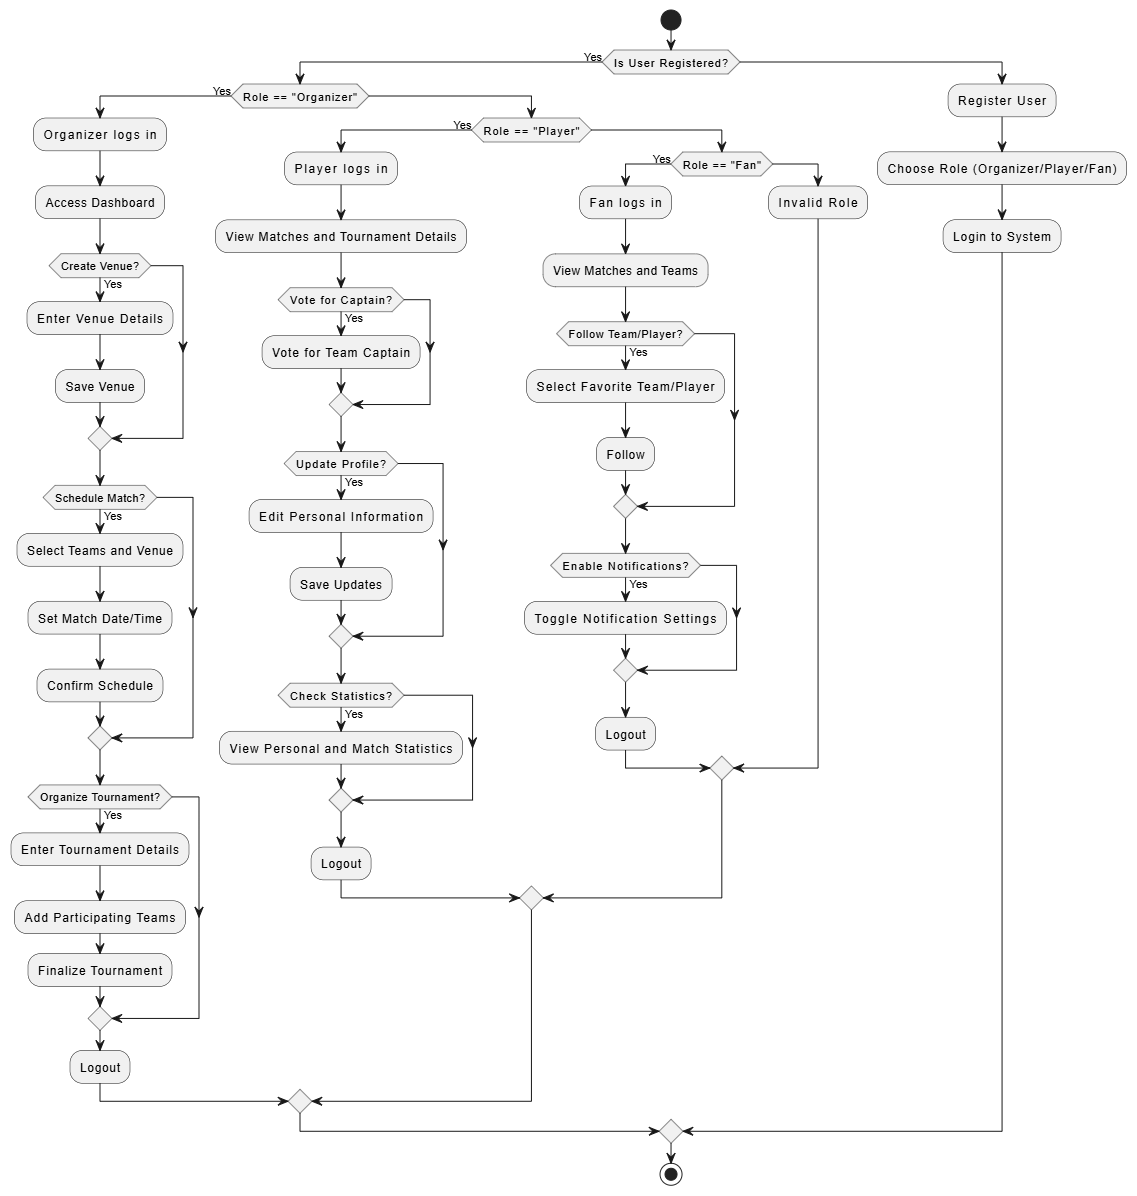 Yes
Is User Registered?
Yes
Role == "Organizer"
Register User
Organizer logs in
Yes
Role == "Player"
Player logs in
Yes
Role == "Fan"
Choose Role (Organizer/Player/Fan)
Access Dashboard
Fan logs in
Invalid Role
View Matches and Tournament Details
Login to System
Create Venue?
Yes
View Matches and Teams
Enter Venue Details
Vote for Captain?
Yes
Follow Team/Player?
Yes
Vote for Team Captain
Save Venue
Select Favorite Team/Player
Follow
Update Profile?
Yes
Schedule Match?
Yes
Edit Personal Information
Select Teams and Venue
Enable Notifications?
Yes
Save Updates
Set Match Date/Time
Toggle Notification Settings
Confirm Schedule
Check Statistics?
Yes
Logout
View Personal and Match Statistics
Organize Tournament?
Yes
Enter Tournament Details
Logout
Add Participating Teams
Finalize Tournament
Logout